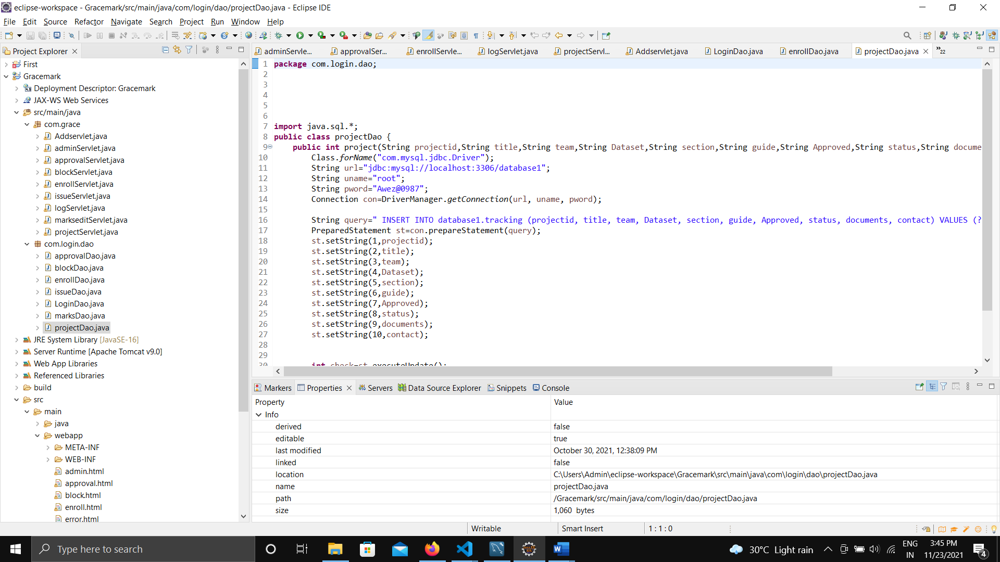 eclipse-workspace - Gracemark/src/main/java/com/login/dao/projectDao.java - Eclipse IDE
File Edit Source Refactor Navigate Search Project Run Window Help
Project Explorer
First
Gracemark
Deployment Descriptor: Gracemark
JAX-WS Web Services
src/main/java
com.grace
Addservlet.java
adminServlet.java
approvalServlet.java
blockServlet.java
enrollServlet.java
issueServlet.java
logServlet.java
markseditServlet.java
projectServlet.java
com.login.dao
approvalDao.java
blockDao.java
enrollDao.java
issueDao.java
LoginDao.java
marksDao.java
projectDao.java
JRE System Library [JavaSE-16]
Server Runtime [Apache Tomcat v9.0]
Web App Libraries
Referenced Libraries
build
src
main
java
webapp
META-INF
WEB-INF
admin.html
approval.html
block.html
enroll.html
error.html
adminServle... approvalSer... enrollServle... logServlet.java projectServl... Addservlet.java LoginDao.java enrollDao.java projectDao.java »22
1 package com.login.dao;
2
3
4
5
6
7 import java.sql.*;
8 public class projectDao {
9 public int project(String projectid,String title,String team,String Dataset,String section,String guide,String Approved,String status,String docume
10 Class.forName("com.mysql.jdbc.Driver");
11 String url="jdbc:mysql://localhost:3306/database1";
12 String uname="root";
13 String pword="Awez@0987";
14 Connection con=DriverManager.getConnection(url, uname, pword);
15
16 String query=" INSERT INTO database1.tracking (projectid, title, team, Dataset, section, guide, Approved, status, documents, contact) VALUES (?
17 PreparedStatement st=con.prepareStatement(query);
18 st.setString(1,projectid);
19 st.setString(2,title);
20 st.setString(3,team);
21 st.setString(4,Dataset);
22 st.setString(5,section);
23 st.setString(6,guide);
24 st.setString(7,Approved);
25 st.setString(8,status);
26 st.setString(9,documents);
27 st.setString(10,contact);
28
29
30 int check=st.executeUpdate();
Markers Properties Servers Data Source Explorer Snippets Console
Property Value
Info
derived false
editable true
last modified October 30, 2021, 12:38:09 PM
linked false
location C:\Users\Admin\eclipse-workspace\Gracemark\src\main\java\com\login\dao\projectDao.java
name projectDao.java
path /Gracemark/src/main/java/com/login/dao/projectDao.java
size 1,060 bytes
Writable Smart Insert 1 : 1 : 0
Type here to search
30°C Light rain
ENG
IN
3:45 PM
11/23/2021
4